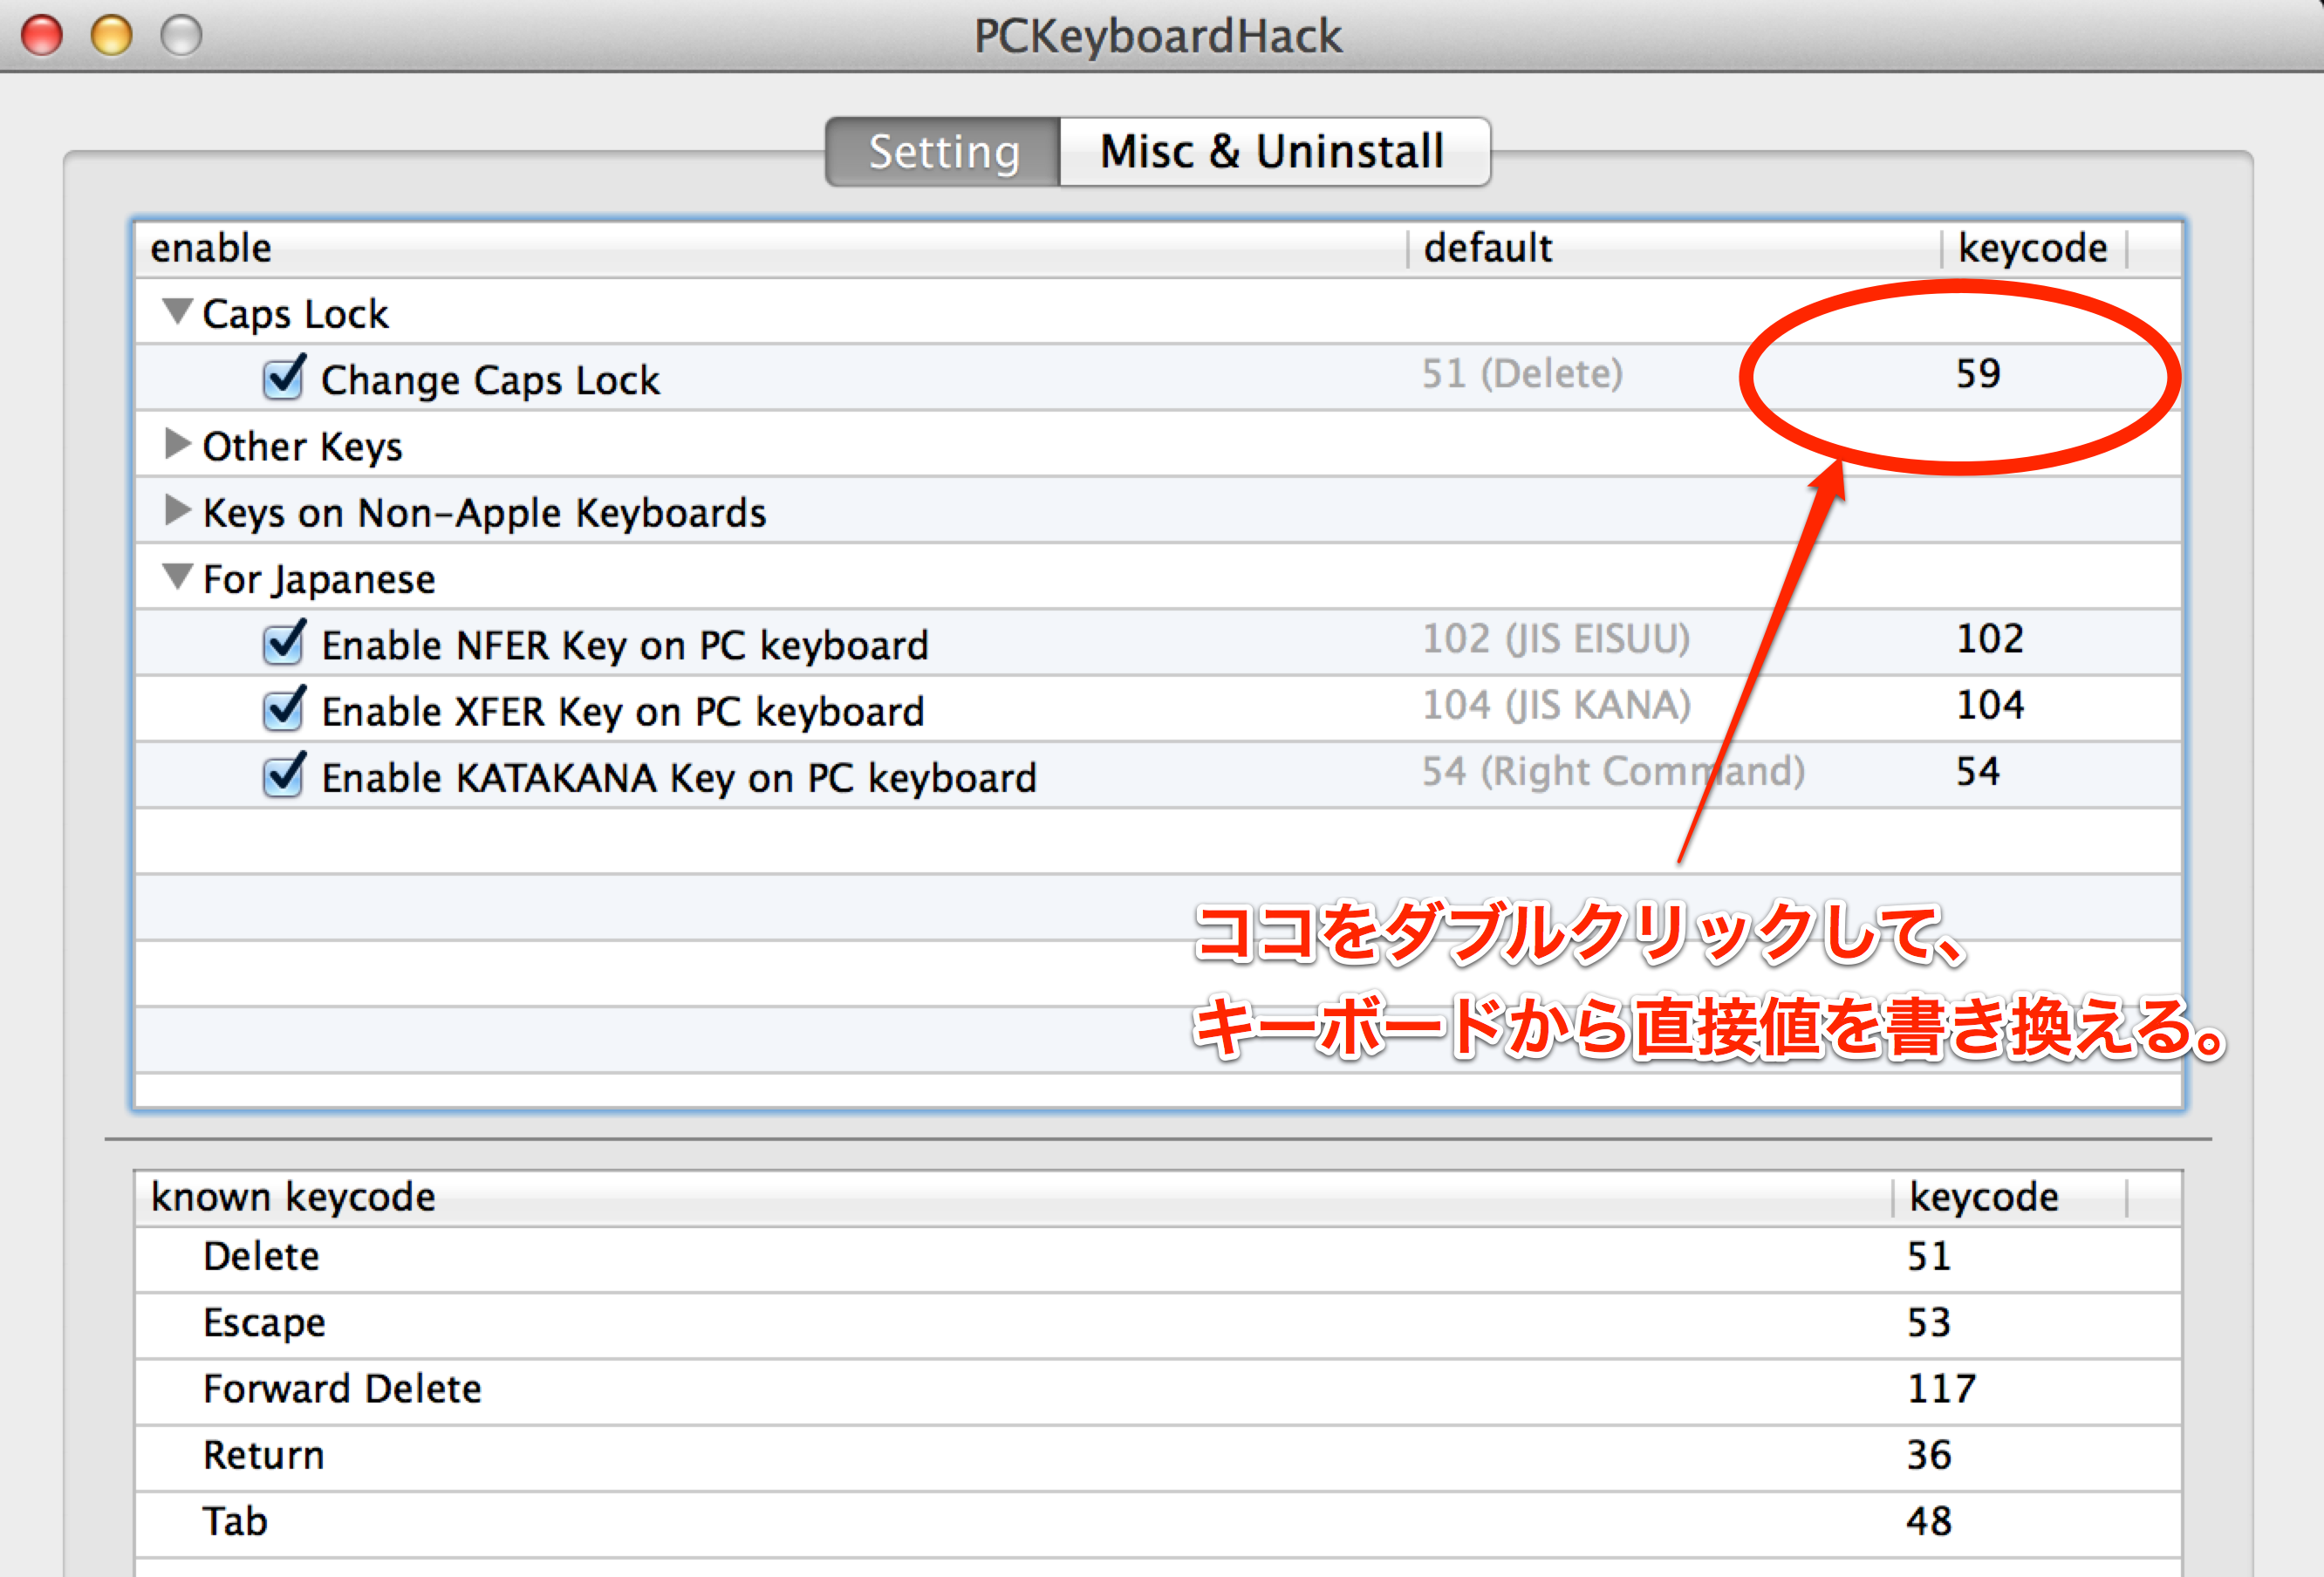 PCKeyboardHack
Setting Misc & Uninstall
enable default keycode
Caps Lock
Change Caps Lock 51 (Delete) 59
Other Keys
Keys on Non-Apple Keyboards
For Japanese
Enable NFER Key on PC keyboard 102 (JIS EISUU) 102
Enable XFER Key on PC keyboard 104 (JIS KANA) 104
Enable KATAKANA Key on PC keyboard 54 (Right Command) 54
ココをダブルクリックして、
キーボードから直接値を書き換える。
known keycode keycode
Delete 51
Escape 53
Forward Delete 117
Return 36
Tab 48